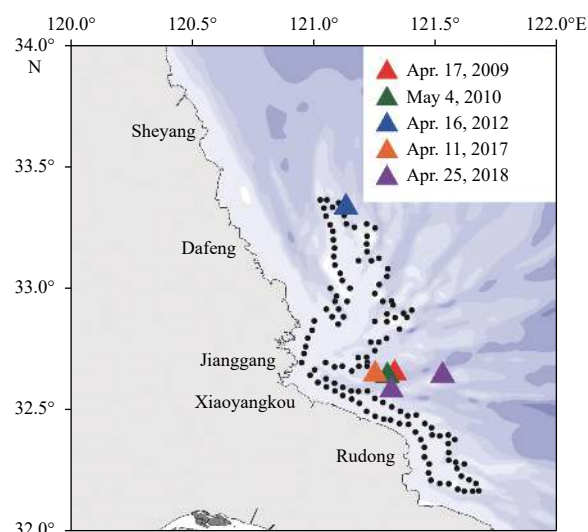 120.0° 120.5° 121.0° 121.5° 122.0°
34.0°
N
33.5°
33.0°
32.5°
32.0°
Apr. 17, 2009
May 4, 2010
Apr. 16, 2012
Apr. 11, 2017
Apr. 25, 2018
Sheyang
Dafeng
Jianggang
Xiaoyangkou
Rudong